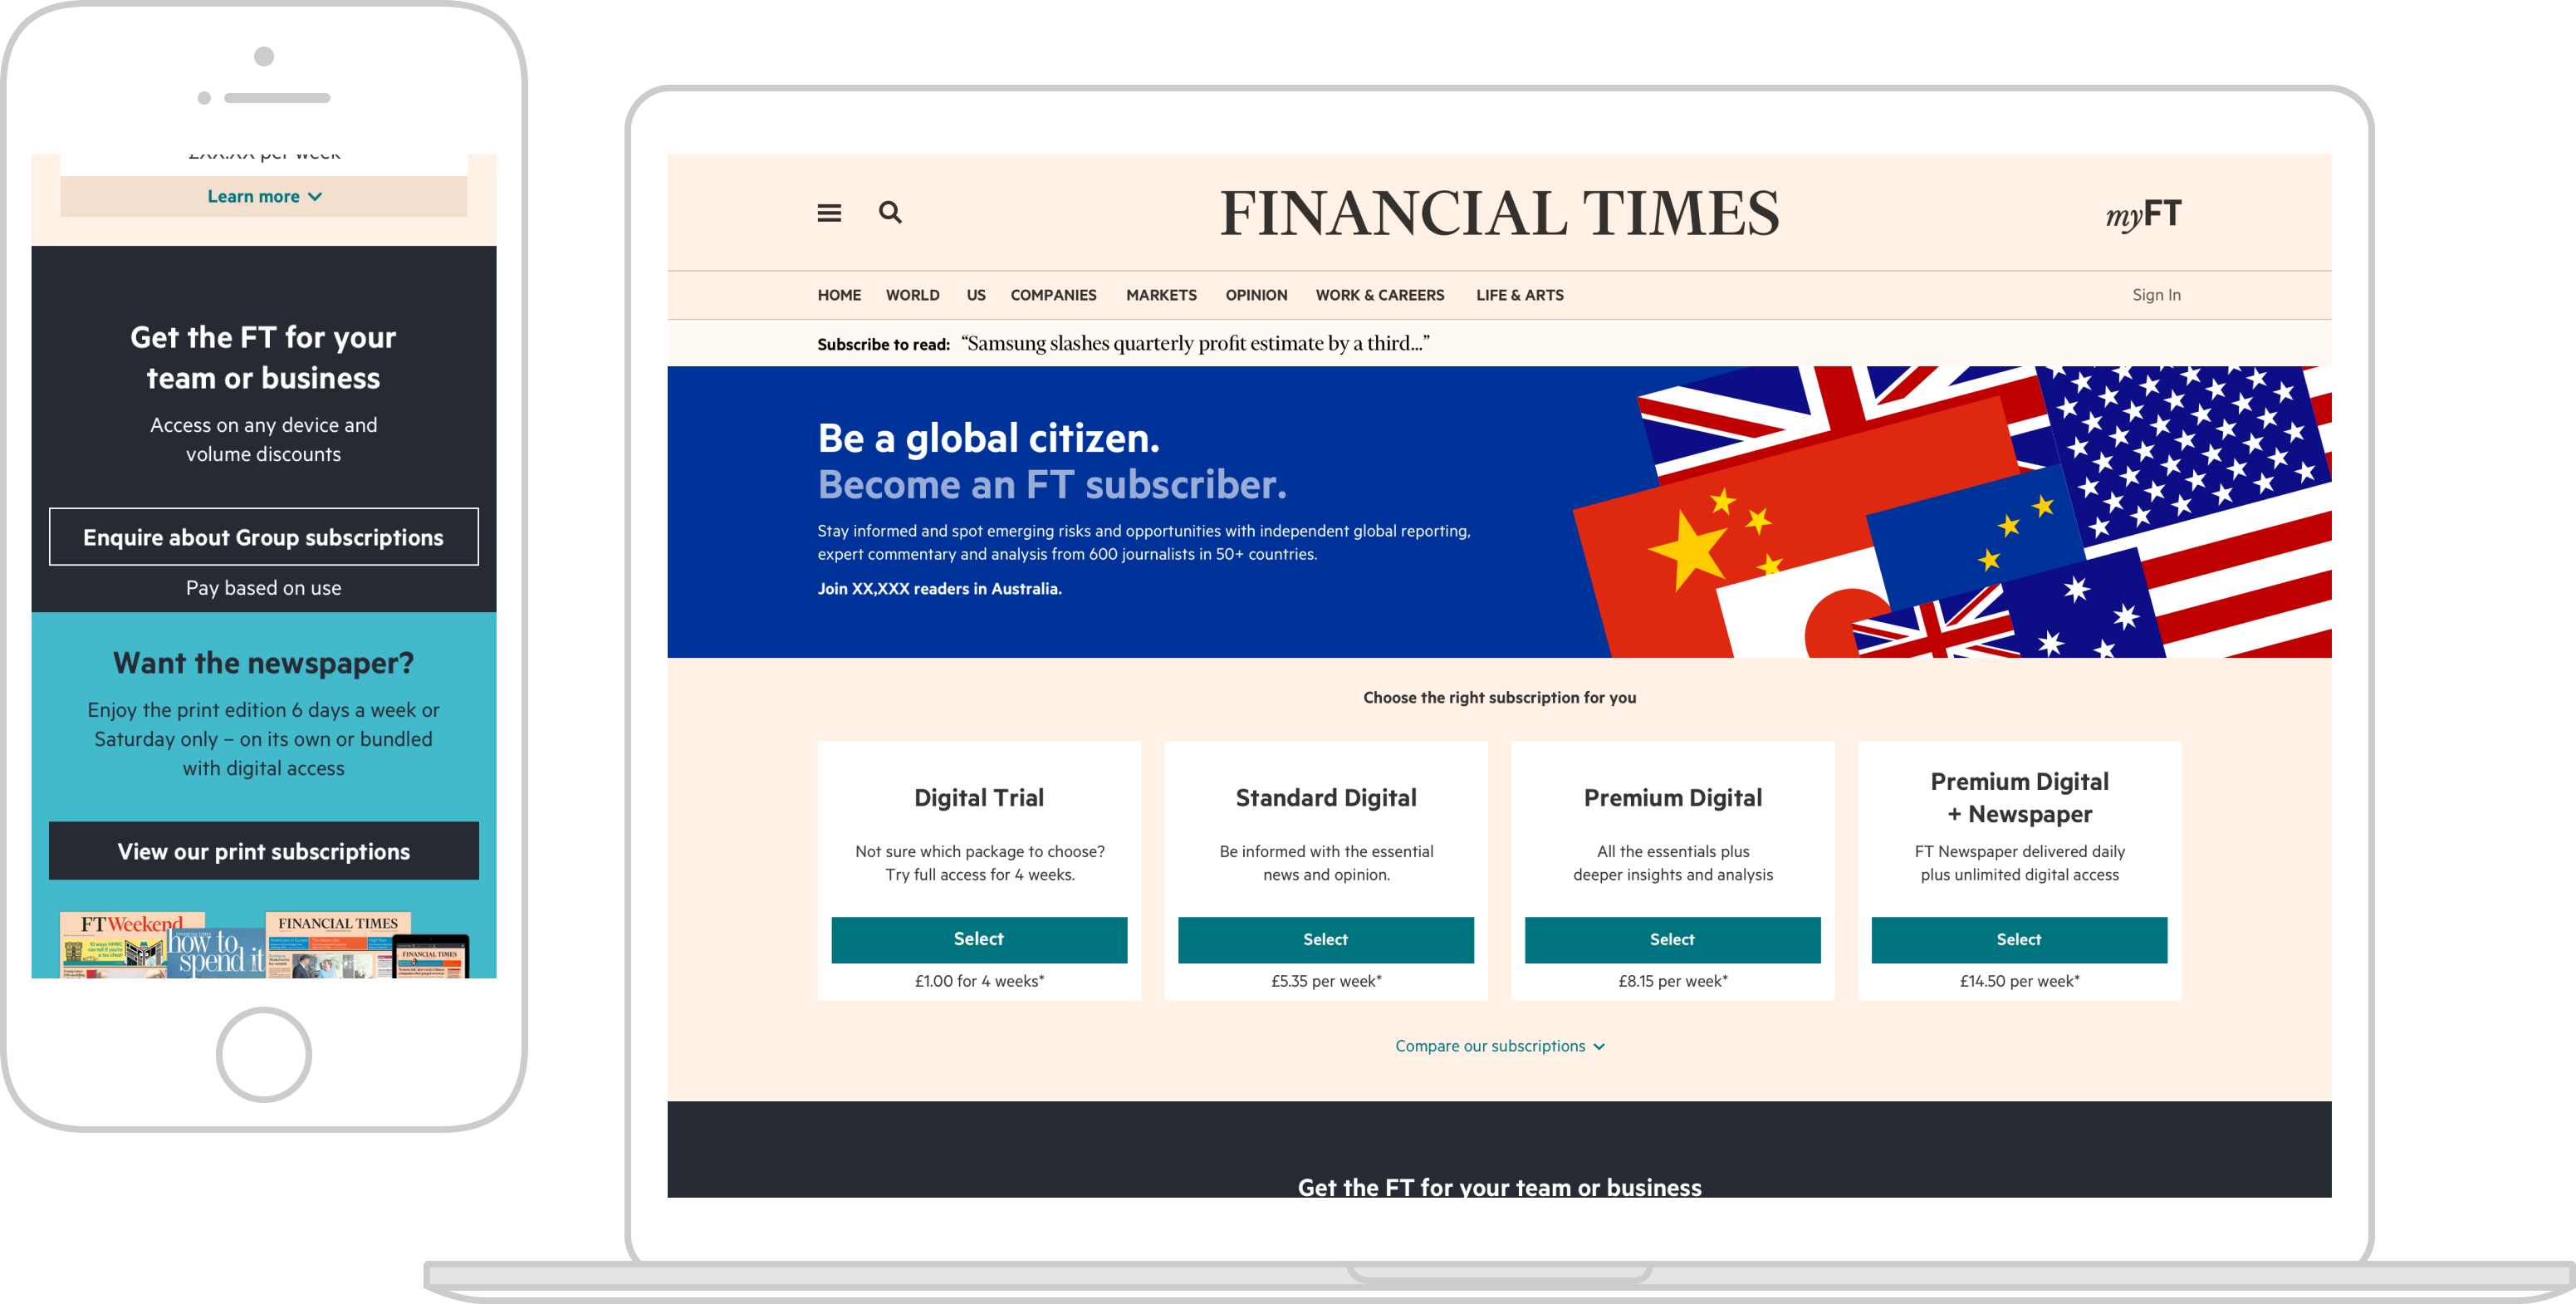 Learn more
Get the FT for your
team or business
Access on any device and
volume discounts
Enquire about Group subscriptions
Pay based on use
Want the newspaper?
Enjoy the print edition 6 days a week or
Saturday only – on its own or bundled
with digital access
View our print subscriptions
FTWeekend
how to
spend it
FINANCIAL TIMES
FINANCIAL TIMES
FINANCIAL TIMES
myFT
HOME WORLD US COMPANIES MARKETS OPINION WORK & CAREERS LIFE & ARTS
Sign In
Subscribe to read: “Samsung slashes quarterly profit estimate by a third...”
Be a global citizen.
Become an FT subscriber.
Stay informed and spot emerging risks and opportunities with independent global reporting,
expert commentary and analysis from 600 journalists in 50+ countries.
Join XX,XXX readers in Australia.
Choose the right subscription for you
Digital Trial
Not sure which package to choose?
Try full access for 4 weeks.
Select
£1.00 for 4 weeks*
Standard Digital
Be informed with the essential
news and opinion.
Select
£5.35 per week*
Premium Digital
All the essentials plus
deeper insights and analysis
Select
£8.15 per week*
Premium Digital
+ Newspaper
FT Newspaper delivered daily
plus unlimited digital access
Select
£14.50 per week*
Compare our subscriptions
Get the FT for your team or business